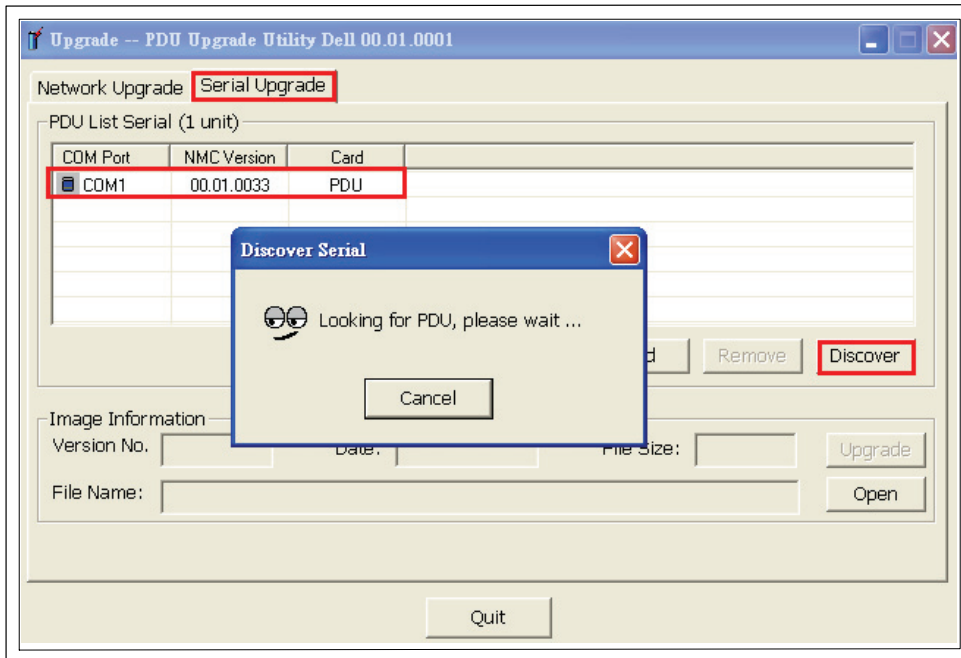 Upgrade -- PDU Upgrade Utility Dell 00.01.0001
Network Upgrade Serial Upgrade
PDU List Serial (1 unit)
COM Port NMC Version Card
COM1 00.01.0033 PDU
Discover Serial
Looking for PDU, please wait ...
Remove Discover
Cancel
Image Information
Version No. Date: File Size: Upgrade
File Name: Open
Quit